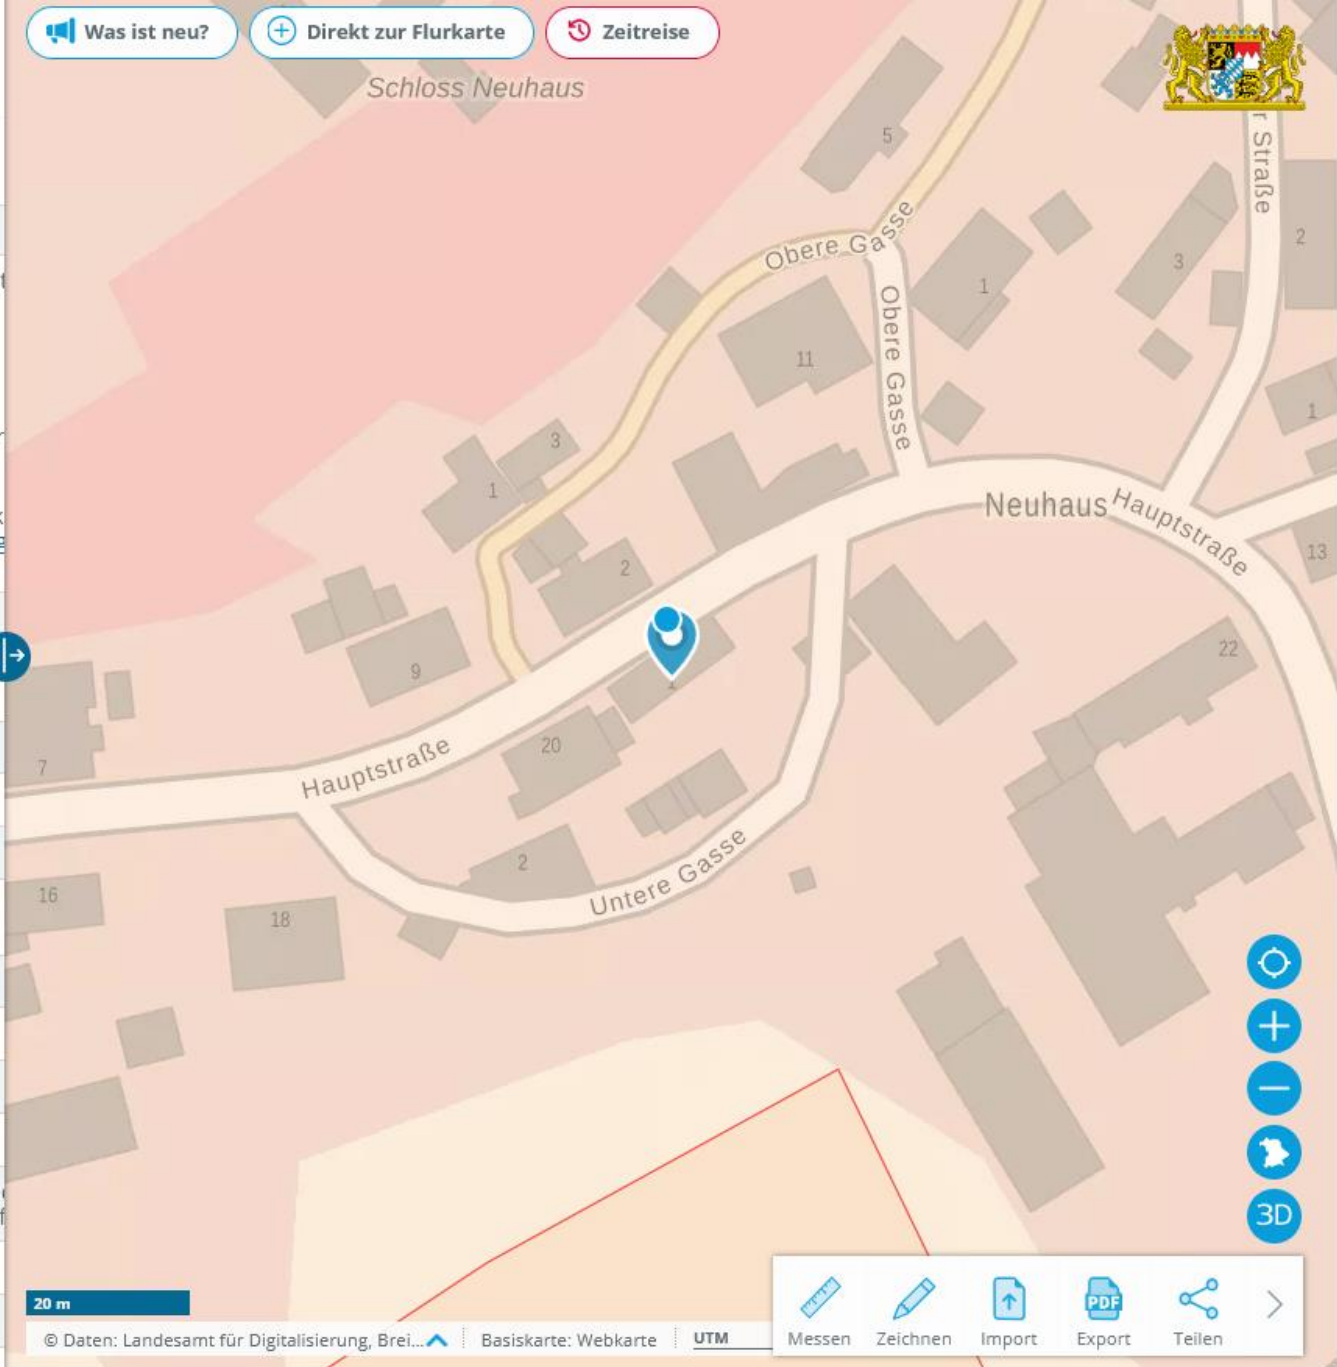 Was ist neu?
Direkt zur Flurkarte
Zeitreise
Schloss Neuhaus
5
r Straße
2
3
1
Obere Gasse
Obere Gasse
11
1
3
1
Neuhaus
Hauptstraße
13
2
9
22
1
20
Hauptstraße
7
2
Untere Gasse
16
18
3D
20 m
© Daten: Landesamt für Digitalisierung, Brei...
Basiskarte: Webkarte
UTM
Messen
Zeichnen
Import
PDF
Export
Teilen